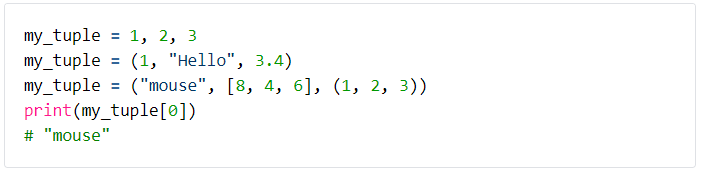 my_tuple = 1, 2, 3
my_tuple = (1, "Hello", 3.4)
my_tuple = ("mouse", [8, 4, 6], (1, 2, 3))
print(my_tuple[0])
# "mouse"